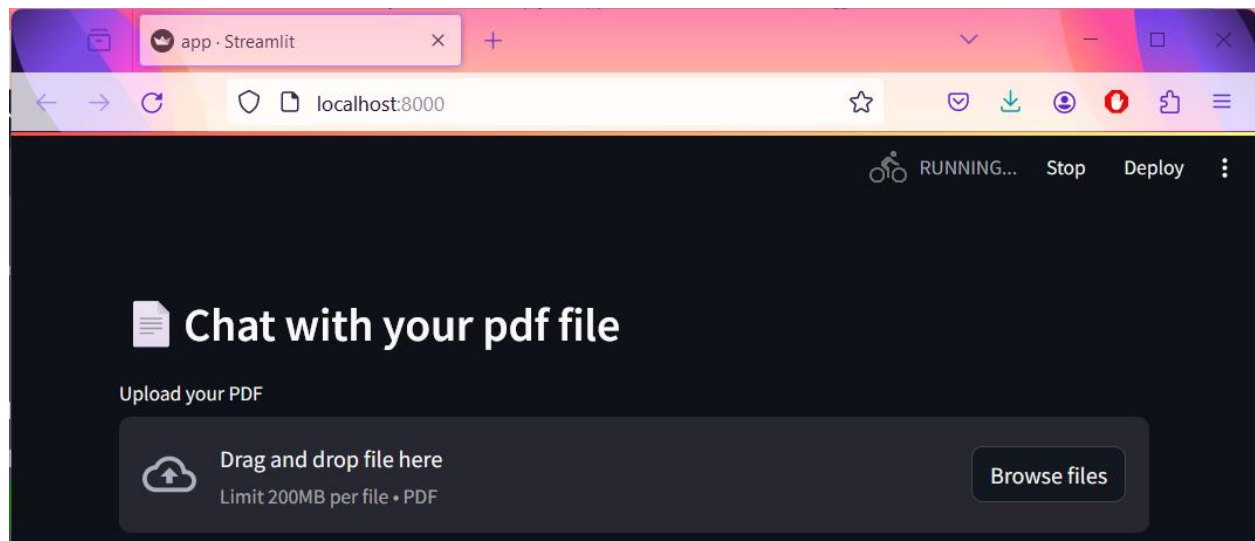 app · Streamlit
localhost:8000
RUNNING... Stop Deploy
Chat with your pdf file
Upload your PDF
Drag and drop file here
Limit 200MB per file • PDF
Browse files